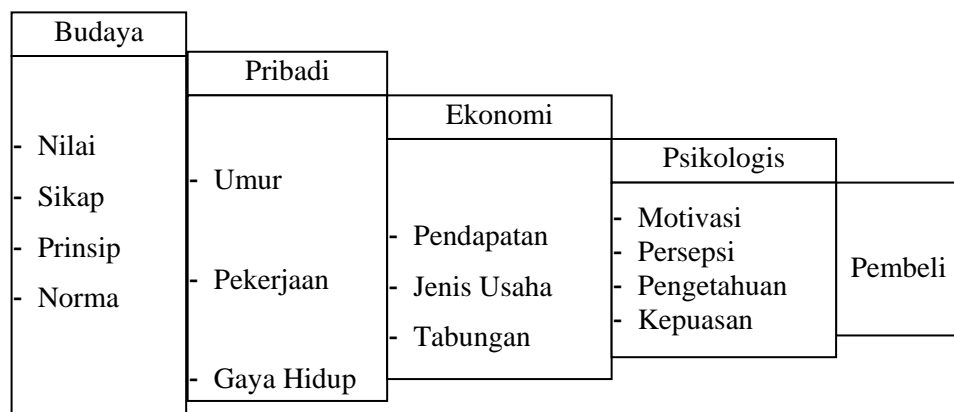 Budaya
- Nilai
- Sikap
- Prinsip
- Norma
Pribadi
- Umur
- Pekerjaan
- Gaya Hidup
Ekonomi
- Pendapatan
- Jenis Usaha
- Tabungan
Psikologis
- Motivasi
- Persepsi
- Pengetahuan
- Kepuasan
Pembeli